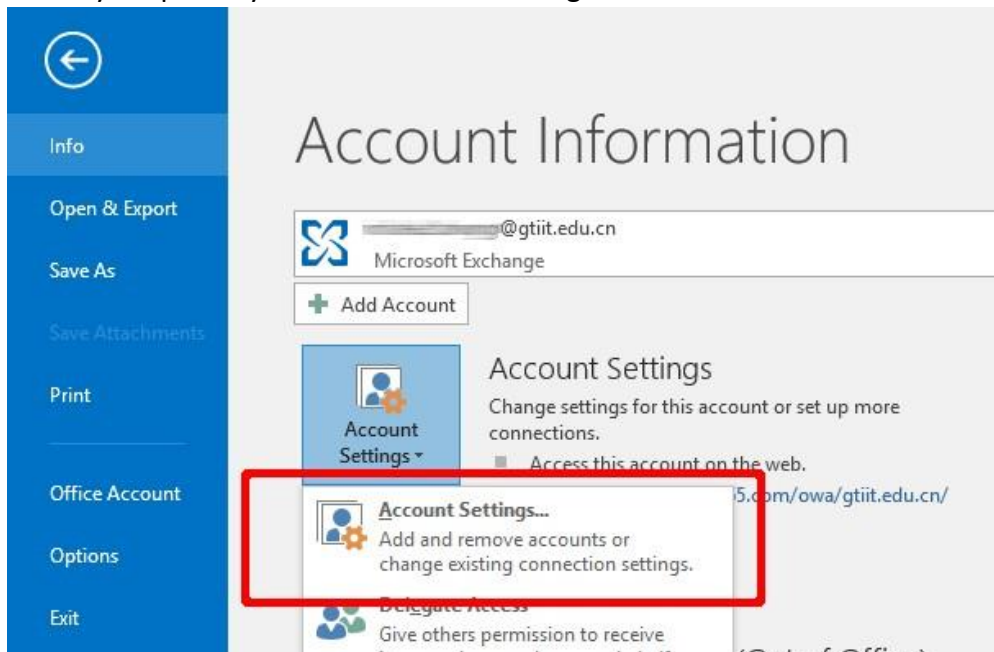 Info
Open & Export
Save As
Save Attachments
Print
Office Account
Options
Exit
Account Information
@gtiit.edu.cn
Microsoft Exchange
Add Account
Account
Settings
Account Settings
Change settings for this account or set up more
connections.
Access this account on the web.
5.com/owa/gtiit.edu.cn/
Account Settings...
Add and remove accounts or
change existing connection settings.
Delegate Access
Give others permission to receive